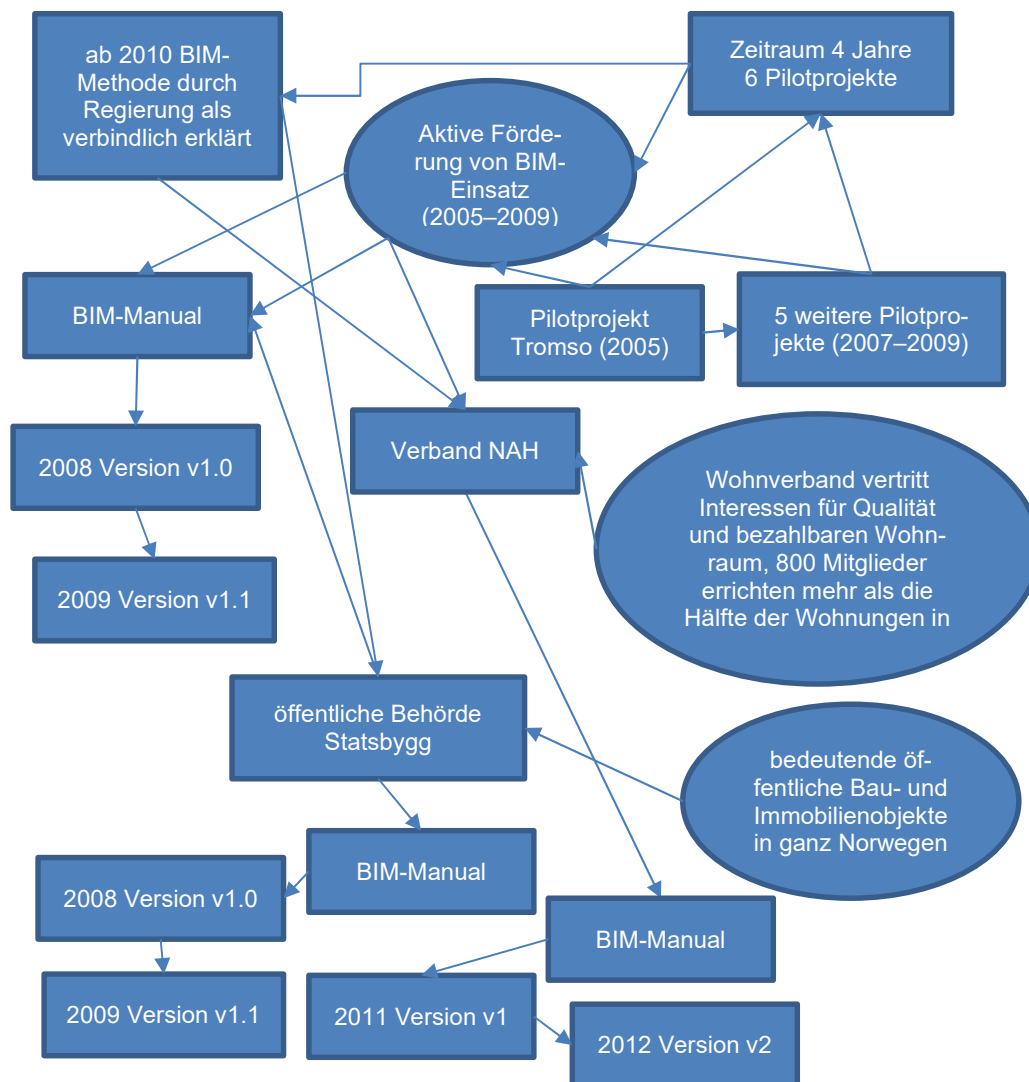 ab 2010 BIM-
Methode durch
Regierung als
verbindlich erklärt
Zeitraum 4 Jahre
6 Pilotprojekte
Aktive Förde-
rung von BIM-
Einsatz
(2005–2009)
BIM-Manual
Pilotprojekt
Tromso (2005)
5 weitere Pilotpro-
jekte (2007–2009)
2008 Version v1.0
Verband NAH
Wohnverband vertritt
Interessen für Qualität
und bezahlbaren Wohn-
raum, 800 Mitglieder
errichten mehr als die
Hälfte der Wohnungen in
2009 Version v1.1
öffentliche Behörde
Statsbygg
bedeutende öf-
fentliche Bau- und
Immobilienobjekte
in ganz Norwegen
BIM-Manual
2008 Version v1.0
BIM-Manual
2009 Version v1.1
2011 Version v1
2012 Version v2